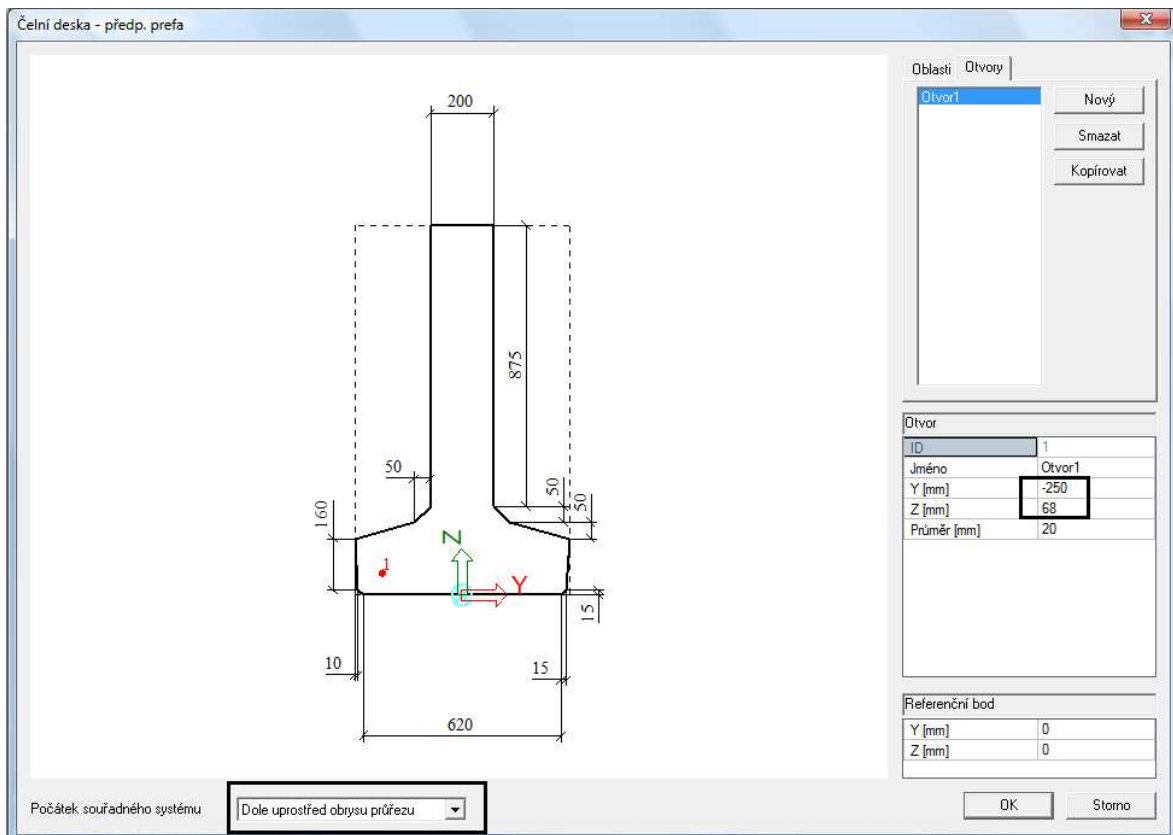 Čelní deska - předp. prefa
Oblasti Otvory
Otvor1
Nový
Smazat
Kopírovat
200
875
50
50
50
160
Z
1
Y
15
10
15
620
Otvor
ID 1
Jméno Otvor1
Y [mm] -250
Z [mm] 68
Průměr [mm] 20
Referenční bod
Y [mm] 0
Z [mm] 0
Počátek souřadného systému
Dole uprostřed obrysu průřezu
OK
Storno